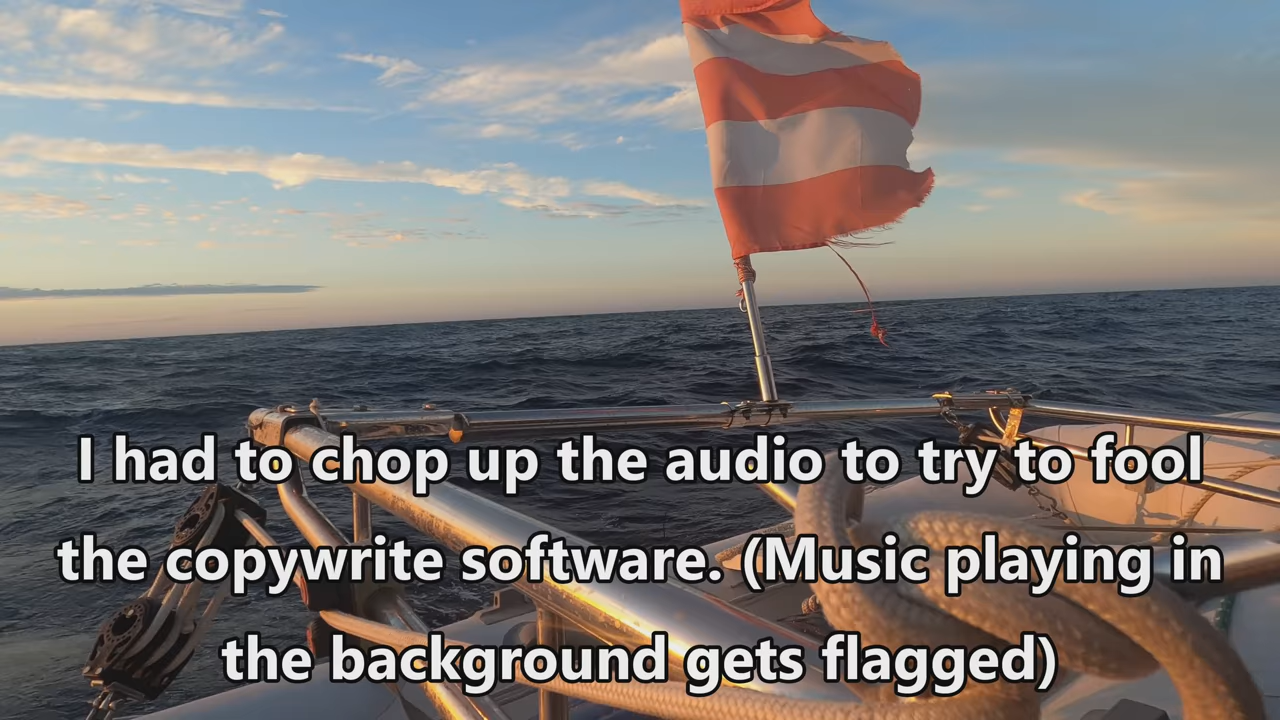 I had to chop up the audio to try to fool
the copywrite software. (Music playing in
the background gets flagged)